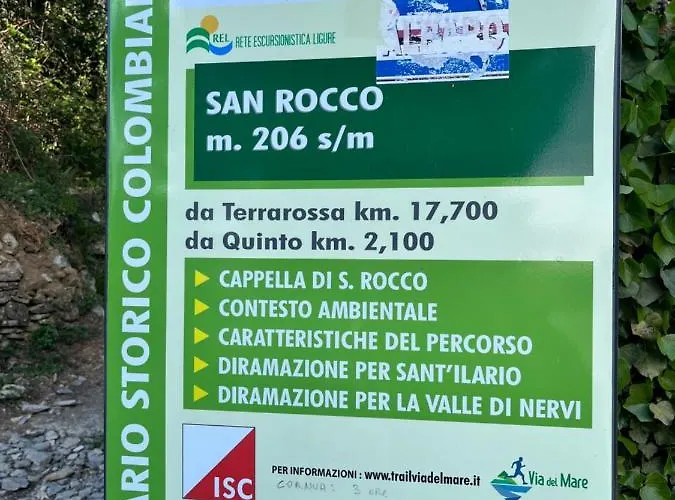 REL RETE ESCURSIONISTICA LIGURE
SAN ROCCO
m. 206 s/m
da Terrarossa km. 17,700
da Quinto km. 2,100
CAPPELLA DI S. ROCCO
CONTESTO AMBIENTALE
CARATTERISTICHE DEL PERCORSO
DIRAMAZIONE PER SANT'ILARIO
DIRAMAZIONE PER LA VALLE DI NERVI
ARIO STORICO COLOMBIA
ISC
PER INFORMAZIONI : www.trailviadelmare.it
3 ore
Via del Mare